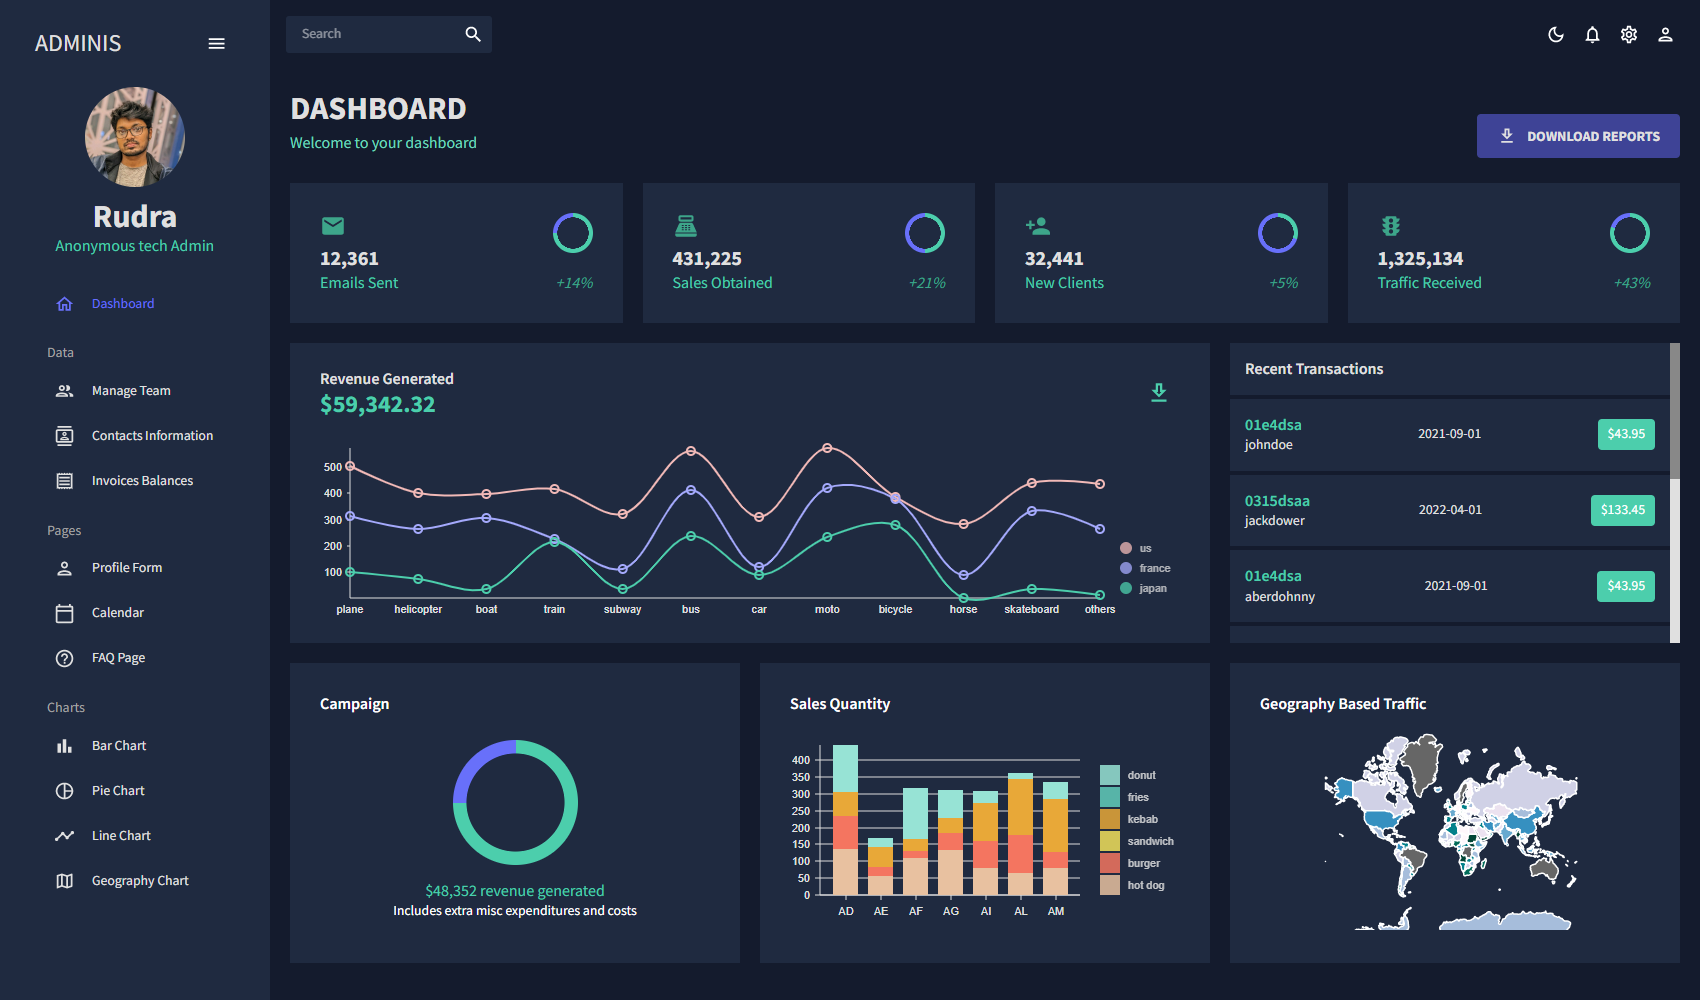 ADMINIS
Rudra
Anonymous tech Admin
Dashboard
Data
Manage Team
Contacts Information
Invoices Balances
Pages
Profile Form
Calendar
FAQ Page
Charts
Bar Chart
Pie Chart
Line Chart
Geography Chart
Search
DASHBOARD
Welcome to your dashboard
DOWNLOAD REPORTS
12,361
Emails Sent
+14%
431,225
Sales Obtained
+21%
32,441
New Clients
+5%
1,325,134
Traffic Received
+43%
Revenue Generated
$59,342.32
500
400
300
200
100
plane helicopter boat train subway bus car moto bicycle horse skateboard others
us
france
japan
Recent Transactions
01e4dsa
johndoe
2021-09-01
$43.95
0315dsaa
jackdower
2022-04-01
$133.45
01e4dsa
aberdohnny
2021-09-01
$43.95
Campaign
$48,352 revenue generated
Includes extra misc expenditures and costs
Sales Quantity
400
350
300
250
200
150
100
50
0
AD AE AF AG AI AL AM
donut
fries
kebab
sandwich
burger
hot dog
Geography Based Traffic